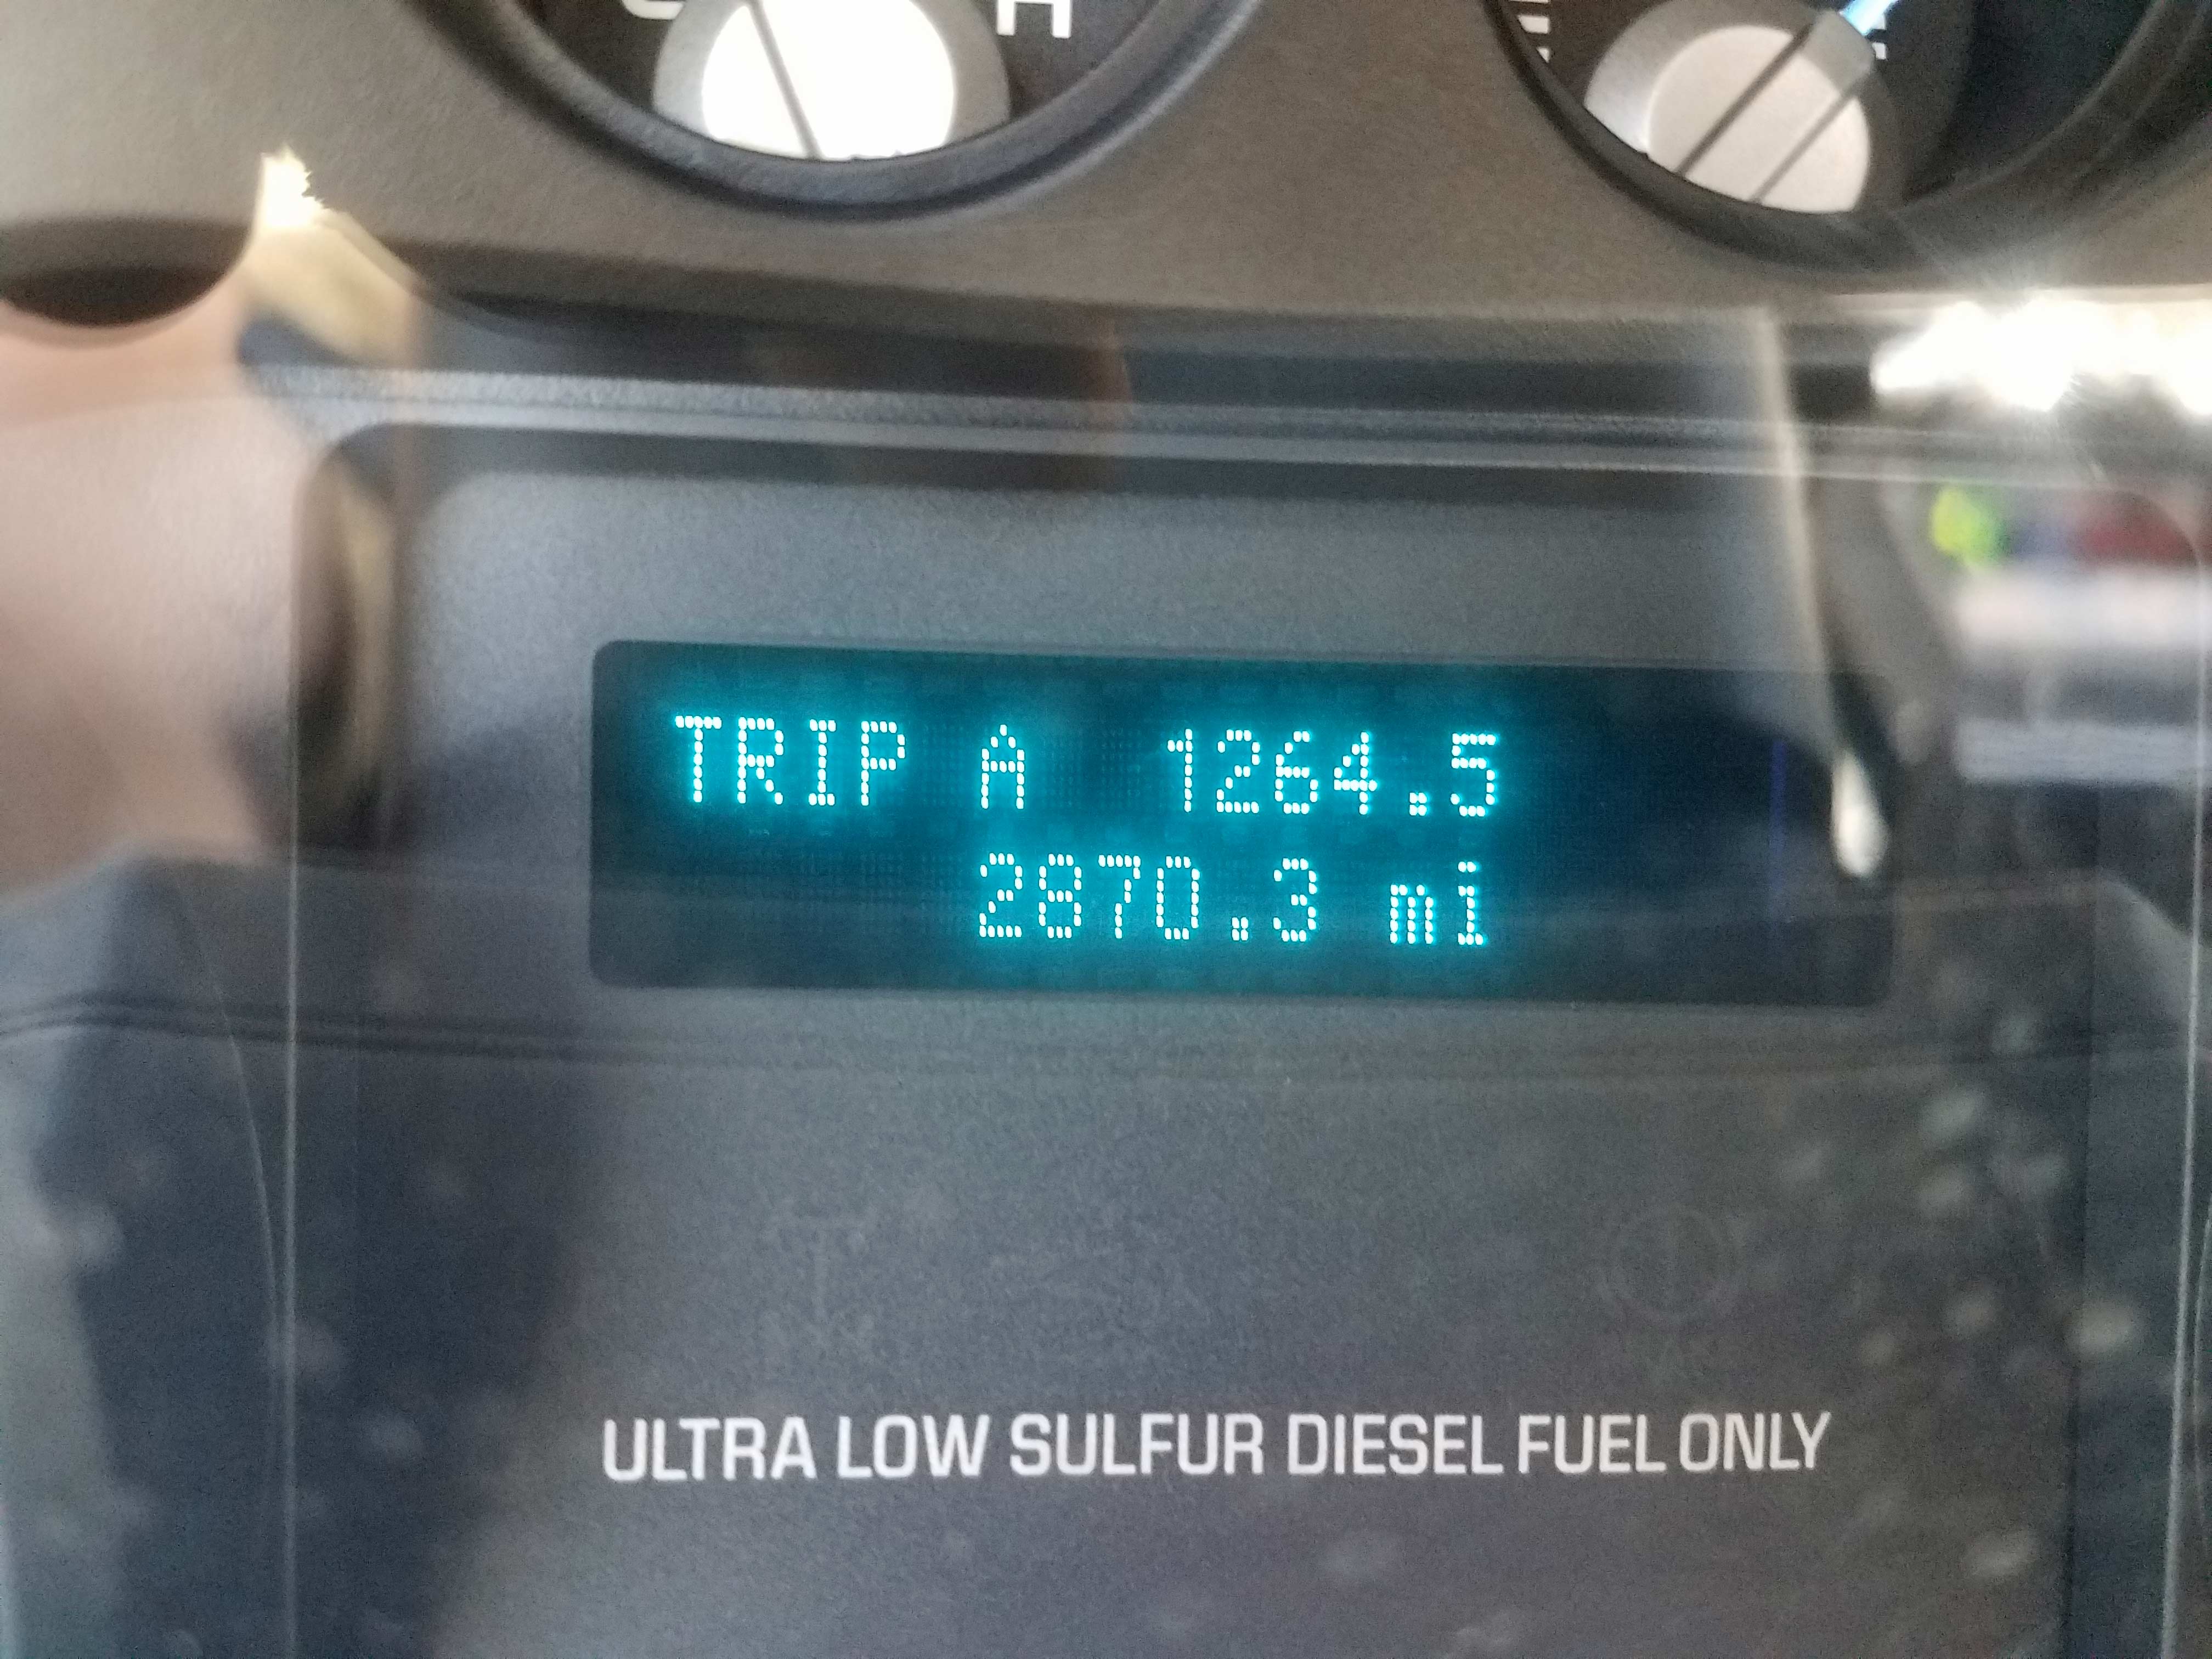 H
TRIP A 1264.5
2870.3 mi
ULTRA LOW SULFUR DIESEL FUEL ONLY